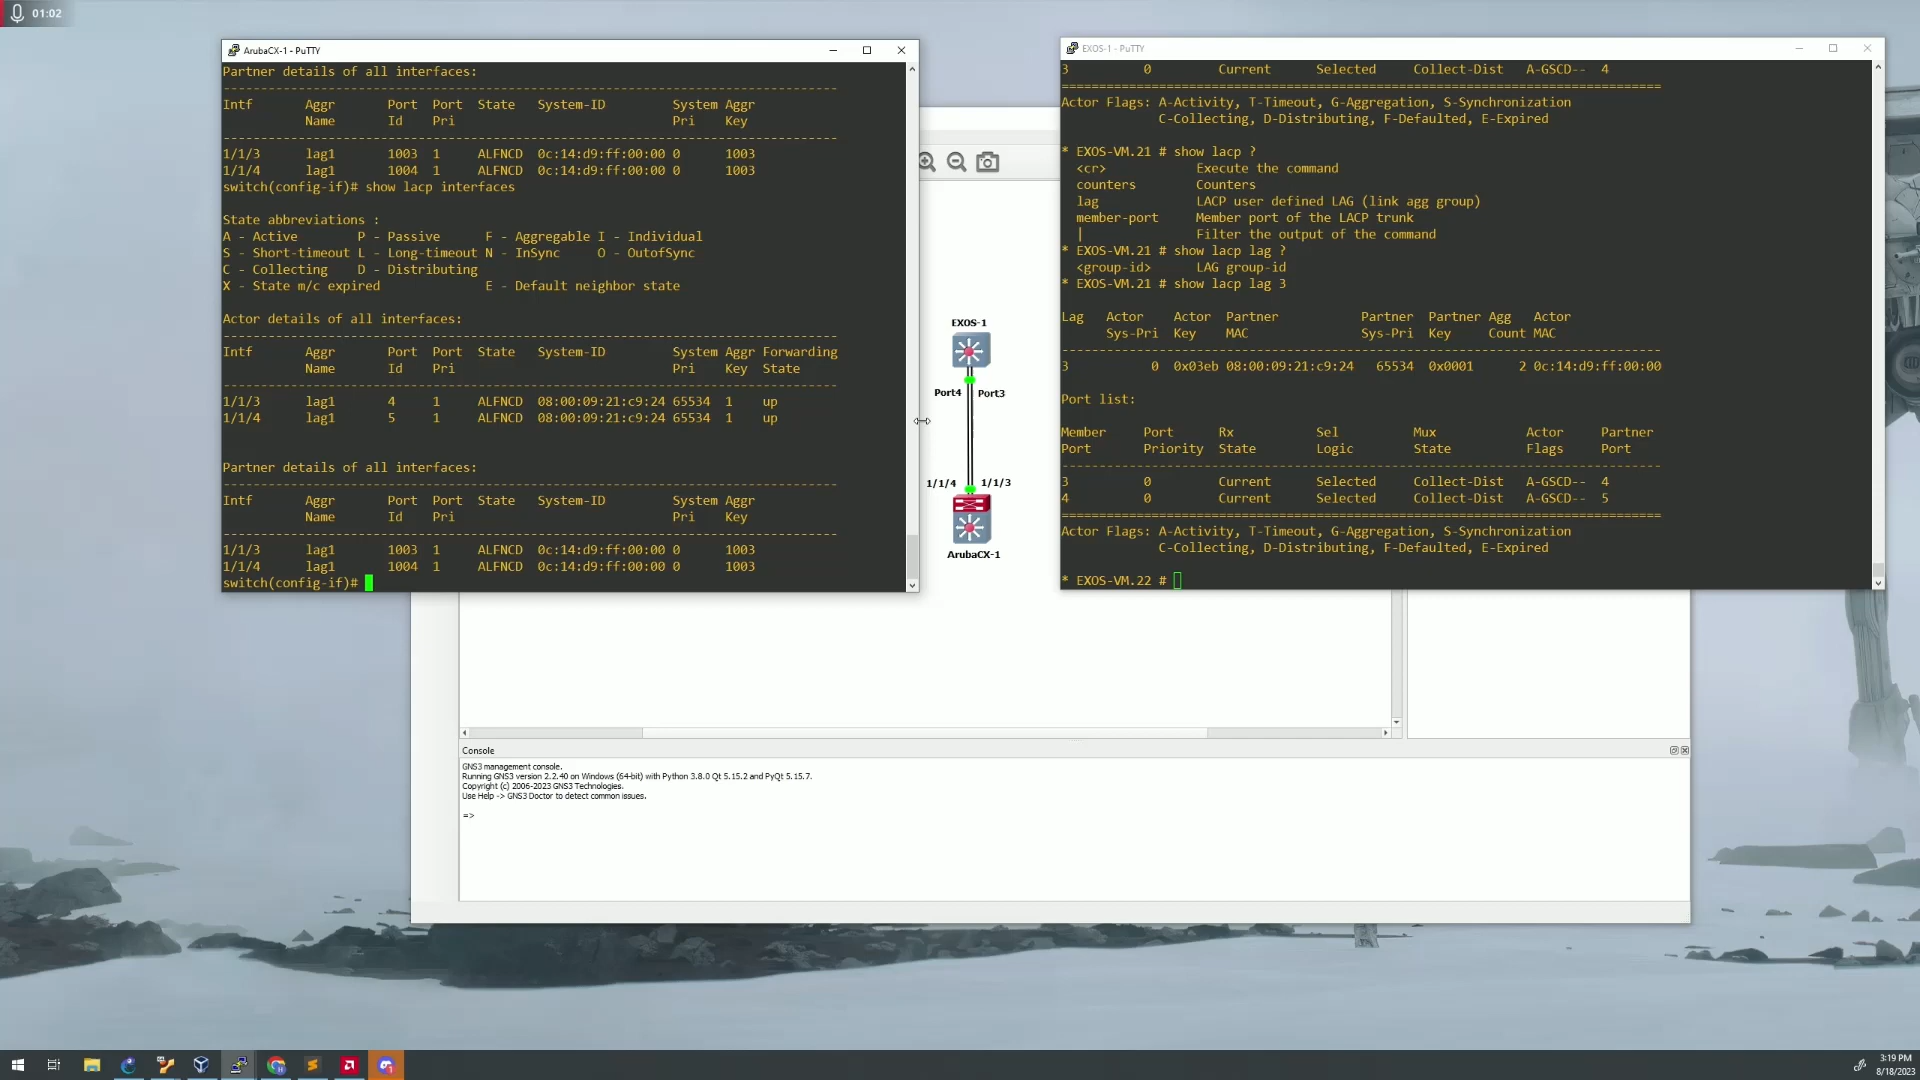 01:02
ArubaCX-1 - PuTTY
Partner details of all interfaces:
----------------------------------------------------------------------------------
Intf       Aggr       Port  Port  State   System-ID         System Aggr
           Name       Id    Pri                             Pri    Key
----------------------------------------------------------------------------------
1/1/3      lag1       1003  1     ALFNCD  0c:14:d9:ff:00:00 0      1003
1/1/4      lag1       1004  1     ALFNCD  0c:14:d9:ff:00:00 0      1003
switch(config-if)# show lacp interfaces
State abbreviations :
A - Active        P - Passive      F - Aggregable I - Individual
S - Short-timeout L - Long-timeout N - InSync     O - OutofSync
C - Collecting    D - Distributing
X - State m/c expired              E - Default neighbor state
Actor details of all interfaces:
----------------------------------------------------------------------------------
Intf       Aggr       Port  Port  State   System-ID         System Aggr Forwarding
           Name       Id    Pri                             Pri    Key  State
----------------------------------------------------------------------------------
1/1/3      lag1       4     1     ALFNCD  08:00:09:21:c9:24 65534  1    up
1/1/4      lag1       5     1     ALFNCD  08:00:09:21:c9:24 65534  1    up
Partner details of all interfaces:
----------------------------------------------------------------------------------
Intf       Aggr       Port  Port  State   System-ID         System Aggr
           Name       Id    Pri                             Pri    Key
----------------------------------------------------------------------------------
1/1/3      lag1       1003  1     ALFNCD  0c:14:d9:ff:00:00 0      1003
1/1/4      lag1       1004  1     ALFNCD  0c:14:d9:ff:00:00 0      1003
switch(config-if)#
EXOS-1
Port4 Port3
1/1/4 1/1/3
ArubaCX-1
EXOS-1 - PuTTY
3          0         Current      Selected     Collect-Dist   A-GSCD--  4
================================================================================
Actor Flags: A-Activity, T-Timeout, G-Aggregation, S-Synchronization
             C-Collecting, D-Distributing, F-Defaulted, E-Expired
* EXOS-VM.21 # show lacp ?
  <cr>            Execute the command
  counters        Counters
  lag             LACP user defined LAG (link agg group)
  member-port     Member port of the LACP trunk
  |               Filter the output of the command
* EXOS-VM.21 # show lacp lag ?
  <group-id>      LAG group-id
* EXOS-VM.21 # show lacp lag 3
Lag   Actor    Actor  Partner           Partner  Partner Agg   Actor
      Sys-Pri  Key    MAC               Sys-Pri  Key     Count MAC
--------------------------------------------------------------------------------
3           0  0x03eb 08:00:09:21:c9:24   65534  0x0001      2 0c:14:d9:ff:00:00
Port list:
Member     Port      Rx           Sel          Mux            Actor     Partner
Port       Priority  State        Logic        State          Flags     Port
--------------------------------------------------------------------------------
3          0         Current      Selected     Collect-Dist   A-GSCD--  4
4          0         Current      Selected     Collect-Dist   A-GSCD--  5
================================================================================
Actor Flags: A-Activity, T-Timeout, G-Aggregation, S-Synchronization
             C-Collecting, D-Distributing, F-Defaulted, E-Expired
* EXOS-VM.22 #
Console
GNS3 management console.
Running GNS3 version 2.2.40 on Windows (64-bit) with Python 3.8.0 Qt 5.15.2 and PyQt 5.15.7.
Copyright (c) 2006-2023 GNS3 Technologies.
Use Help -> GNS3 Doctor to detect common issues.
=>
3:19 PM
8/18/2023